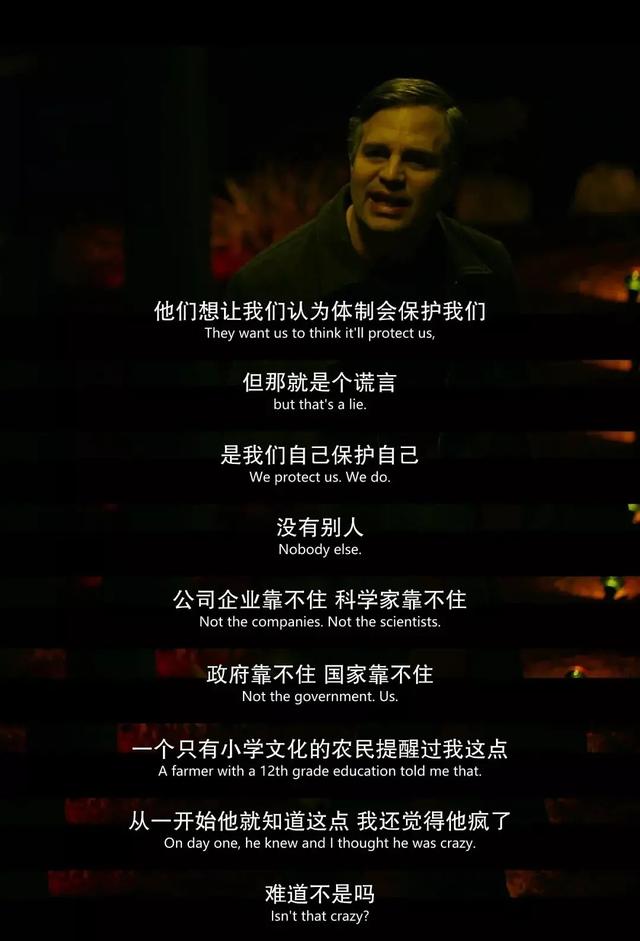 他们想让我们认为体制会保护我们
They want us to think it'll protect us,
但那就是个谎言
but that's a lie.
是我们自己保护自己
We protect us. We do.
没有别人
Nobody else.
公司企业靠不住 科学家靠不住
Not the companies. Not the scientists.
政府靠不住 国家靠不住
Not the government. Us.
一个只有小学文化的农民提醒过我这点
A farmer with a 12th grade education told me that.
从一开始他就知道这点 我还觉得他疯了
On day one, he knew and I thought he was crazy.
难道不是吗
Isn't that crazy?